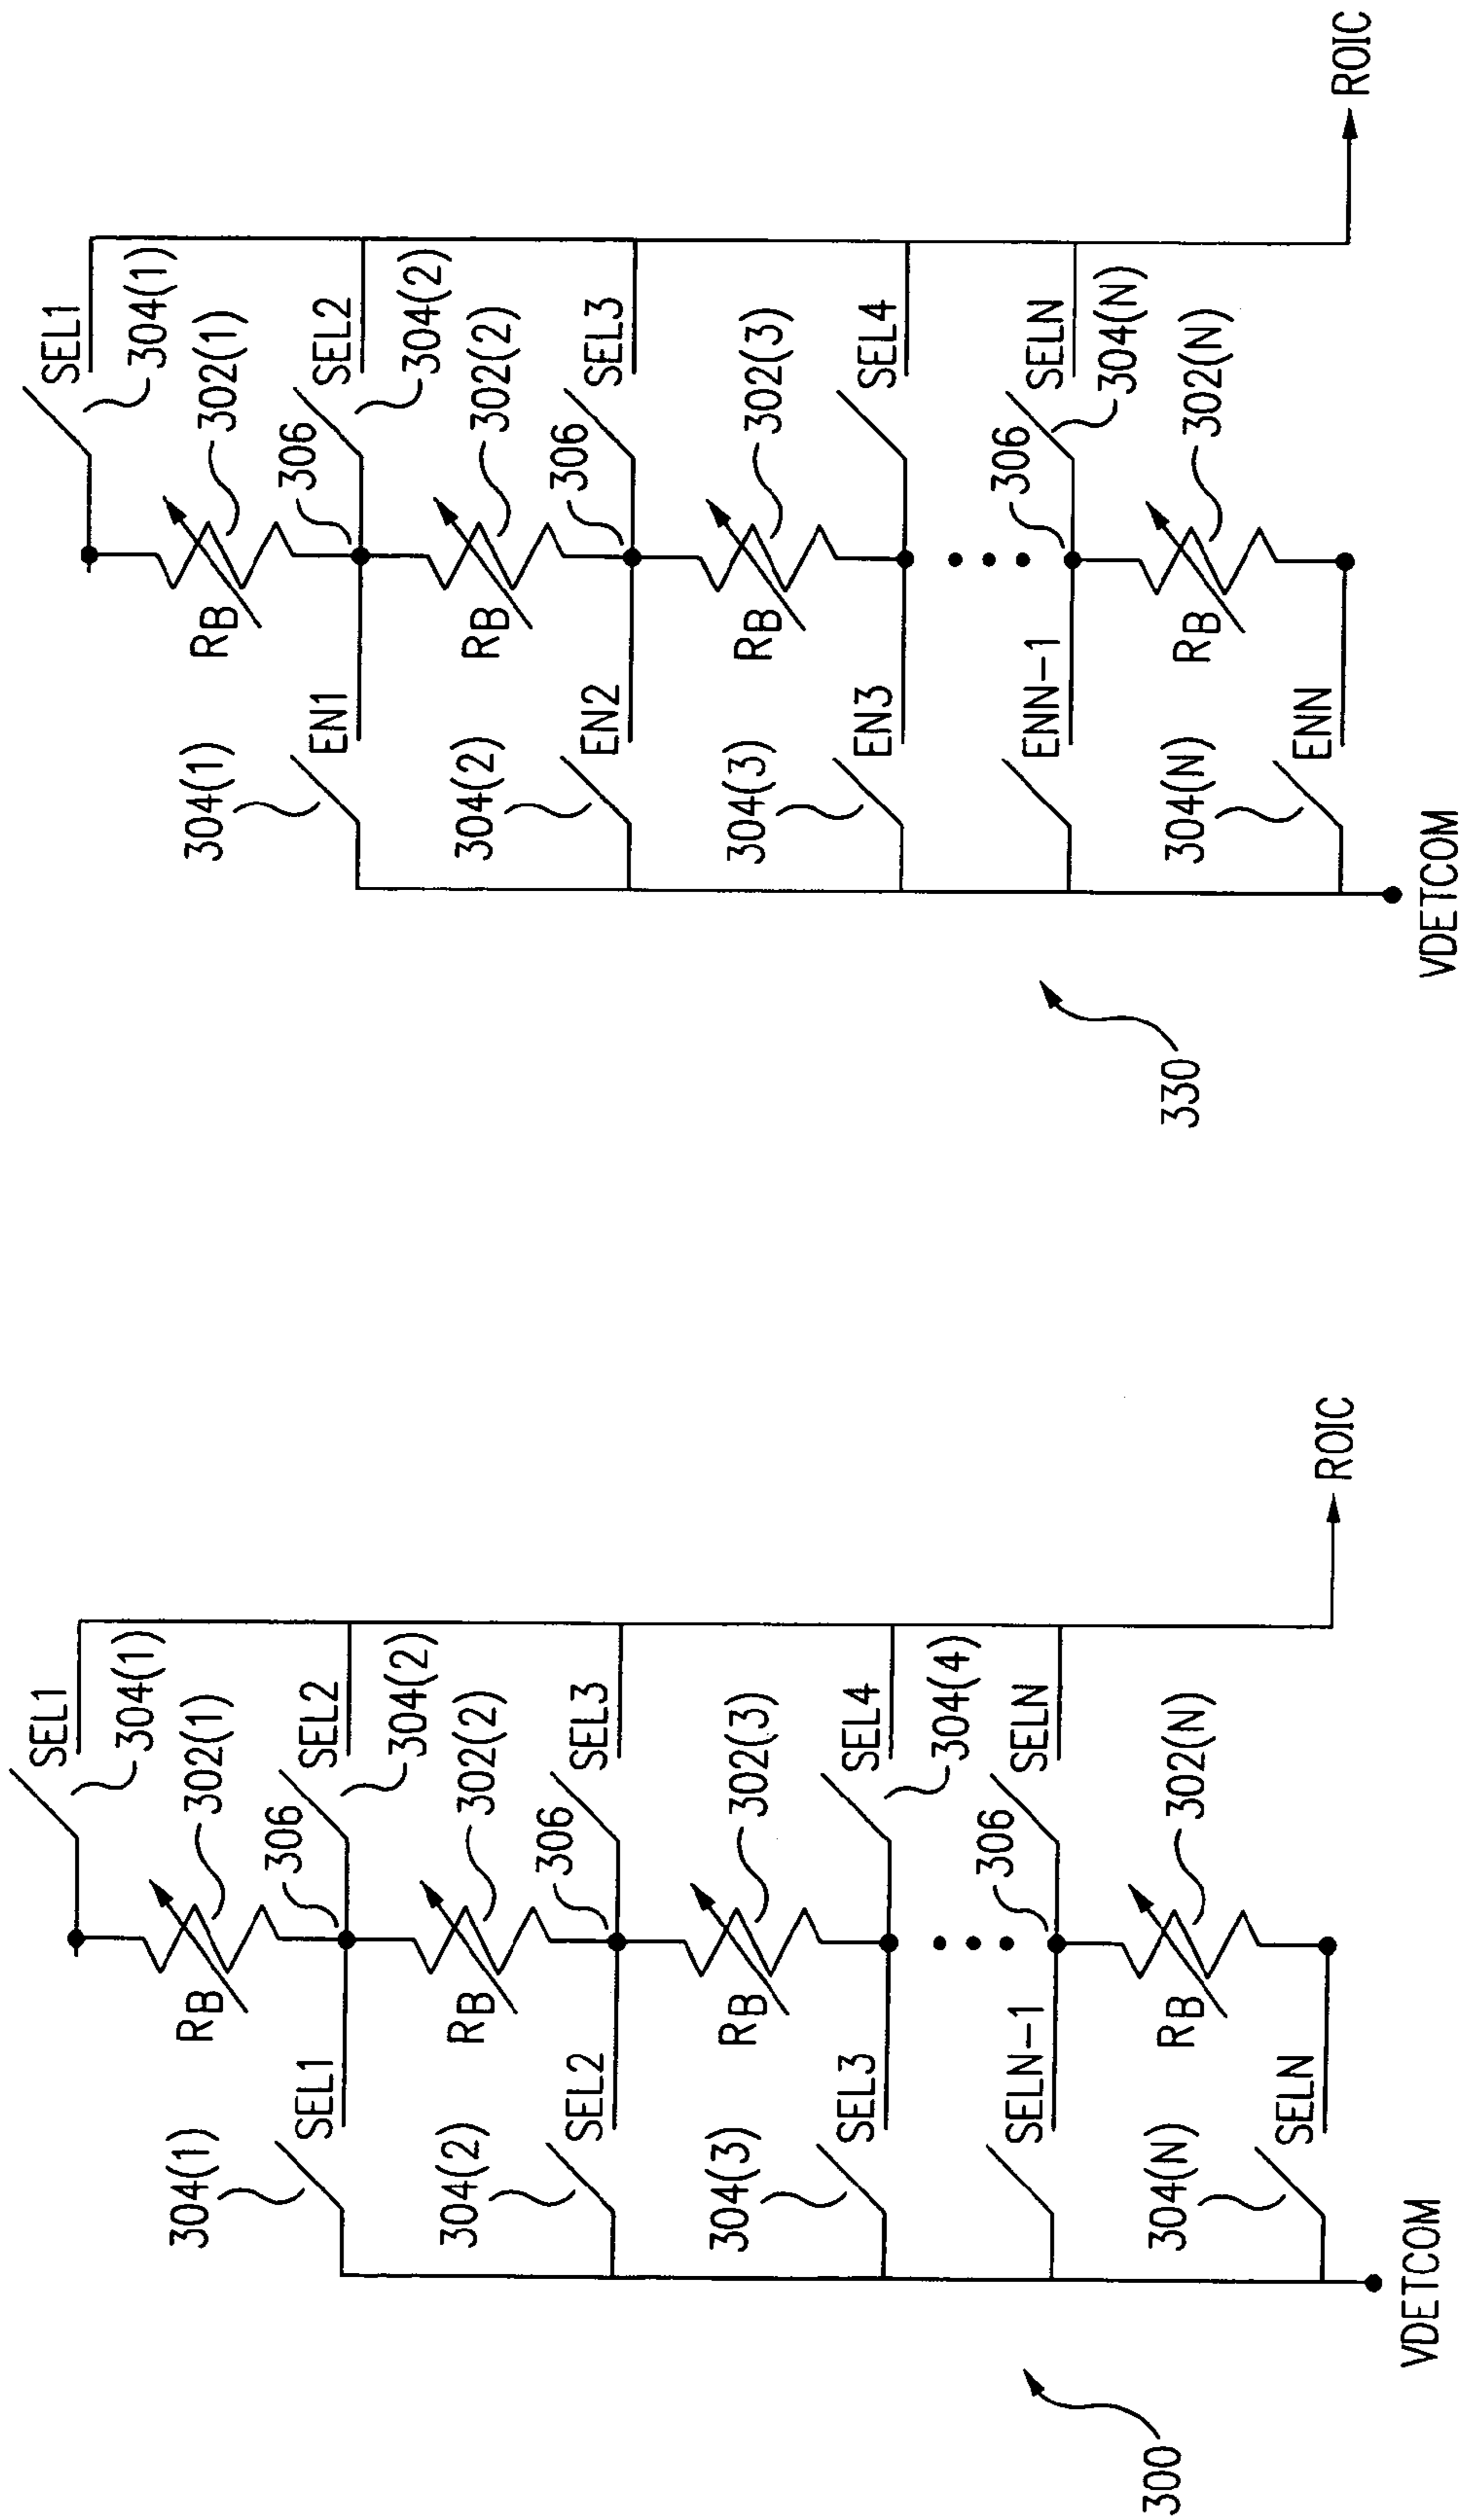 SEL1
304(1)
304(1)
RB
302(1)
306
SEL1
SEL2
304(2)
304(2)
RB
302(2)
306
SEL2
SEL3
304(3)
RB
302(3)
SEL3
SEL4
304(4)
306
SELN-1
SELN
304(N)
RB
302(N)
SELN
ROIC
VDETCOM
300
SEL1
304(1)
304(1)
RB
302(1)
306
EN1
SEL2
304(2)
304(2)
RB
302(2)
306
EN2
SEL3
304(3)
RB
302(3)
EN3
SEL4
306
ENN-1
SELN
304(N)
304(N)
RB
302(N)
ENN
ROIC
VDETCOM
330